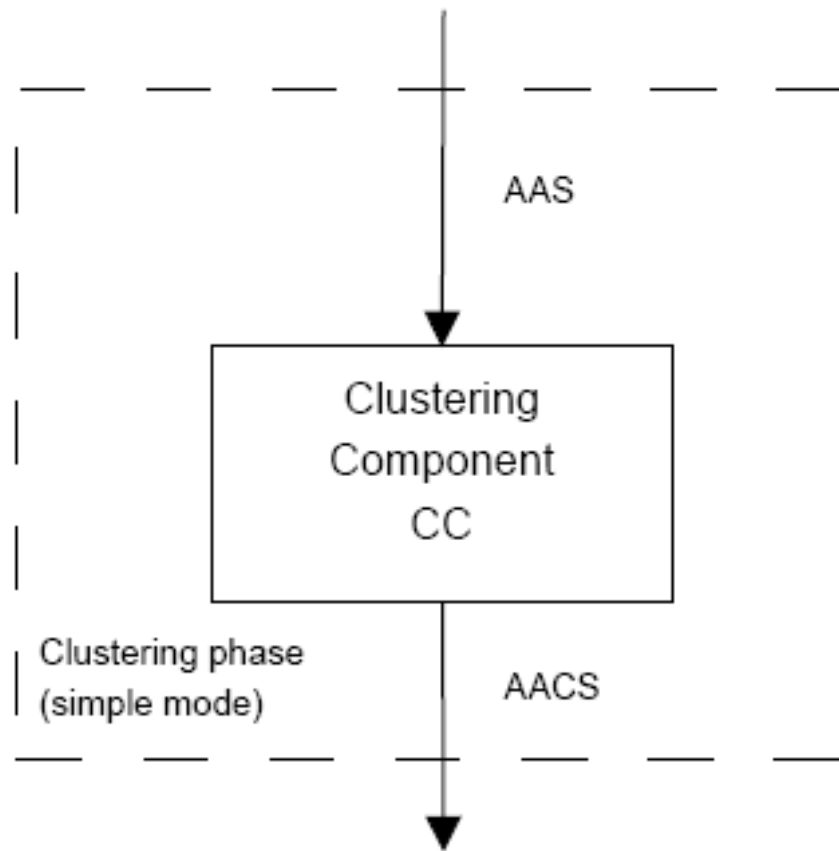 AAS
Clustering
Component
CC
Clustering phase
(simple mode)
AACS